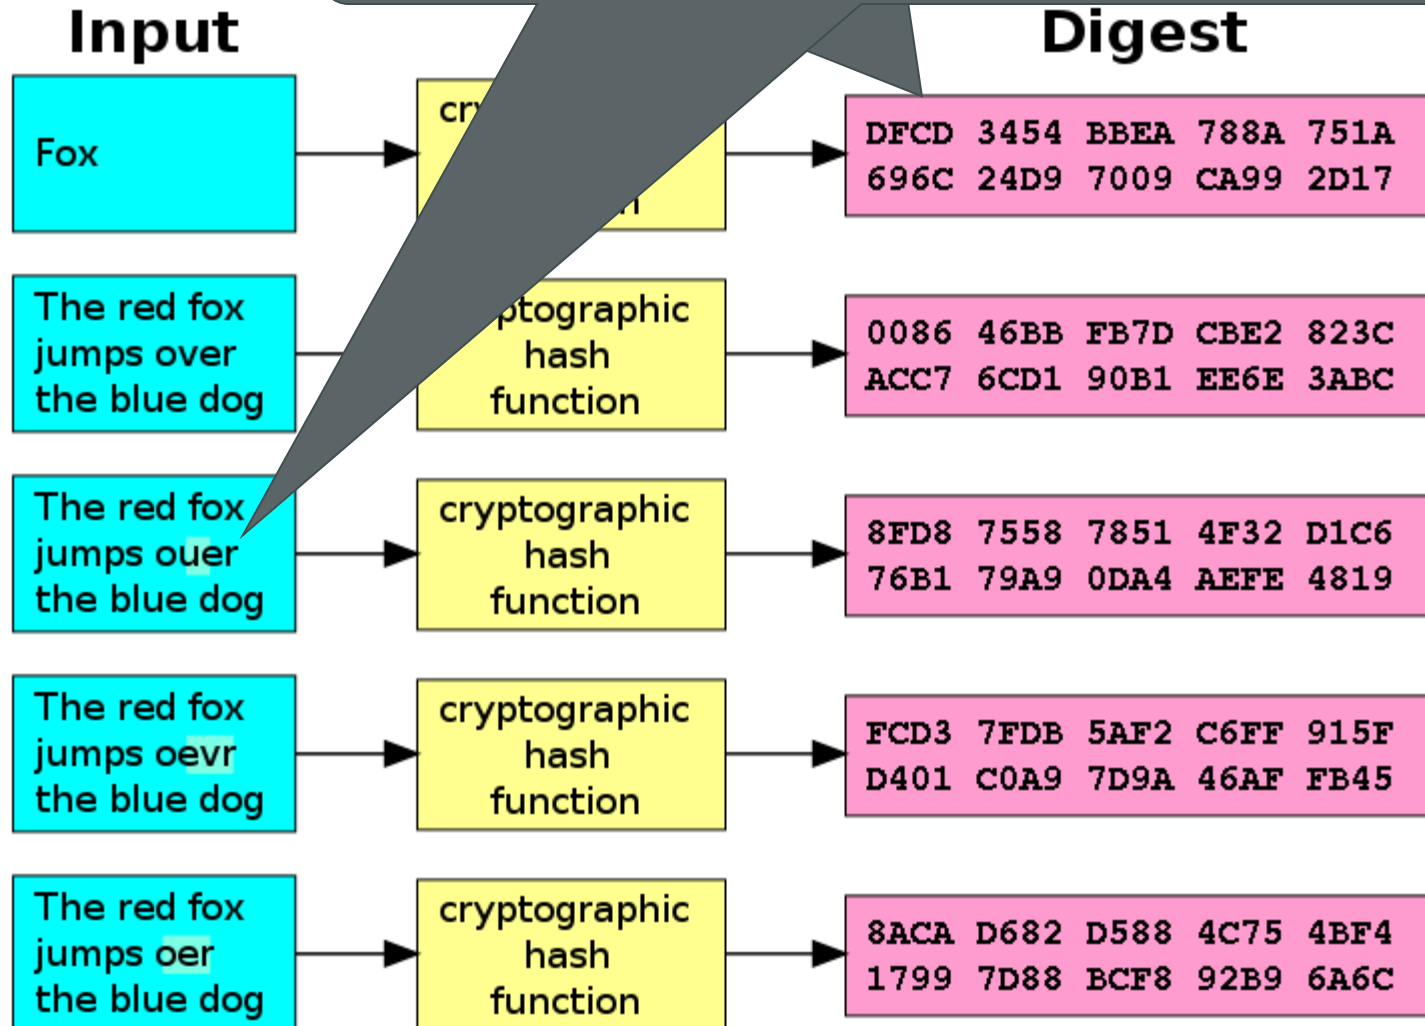 Input
Digest
Fox
DFCD 3454 BBEA 788A 751A
696C 24D9 7009 CA99 2D17
The red fox
jumps over
the blue dog
hash
function
0086 46BB FB7D CBE2 823C
ACC7 6CD1 90B1 EE6E 3ABC
The red fox
jumps ouer
the blue dog
cryptographic
hash
function
8FD8 7558 7851 4F32 D1C6
76B1 79A9 0DA4 AEFE 4819
The red fox
jumps oevr
the blue dog
cryptographic
hash
function
FCD3 7FDB 5AF2 C6FF 915F
D401 C0A9 7D9A 46AF FB45
The red fox
jumps oer
the blue dog
cryptographic
hash
function
8ACA D682 D588 4C75 4BF4
1799 7D88 BCF8 92B9 6A6C